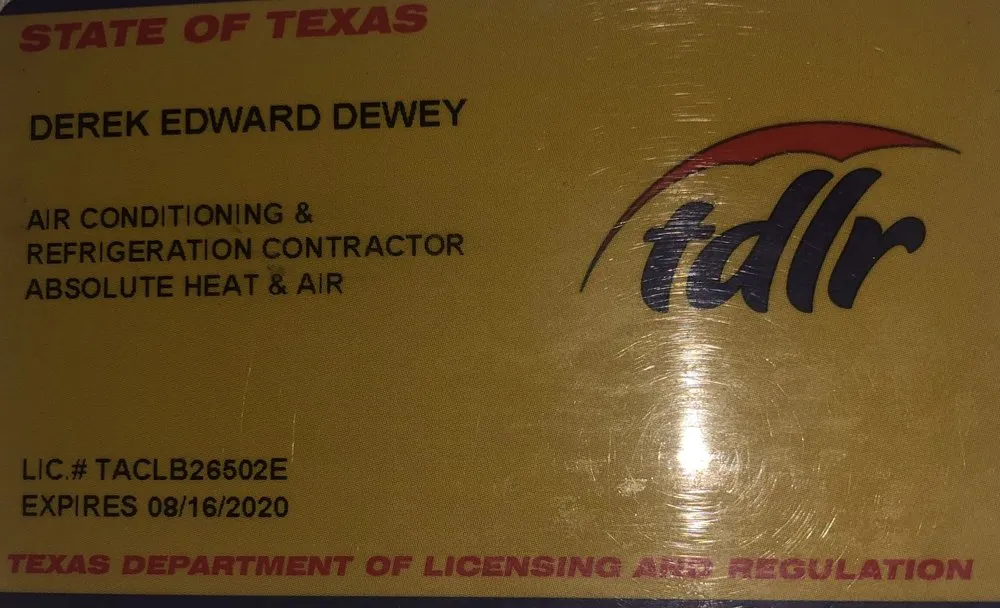 STATE OF TEXAS
DEREK EDWARD DEWEY
AIR CONDITIONING &
REFRIGERATION CONTRACTOR
ABSOLUTE HEAT & AIR
tdlr
LIC.# TACLB26502E
EXPIRES 08/16/2020
TEXAS DEPARTMENT OF LICENSING AND REGULATION